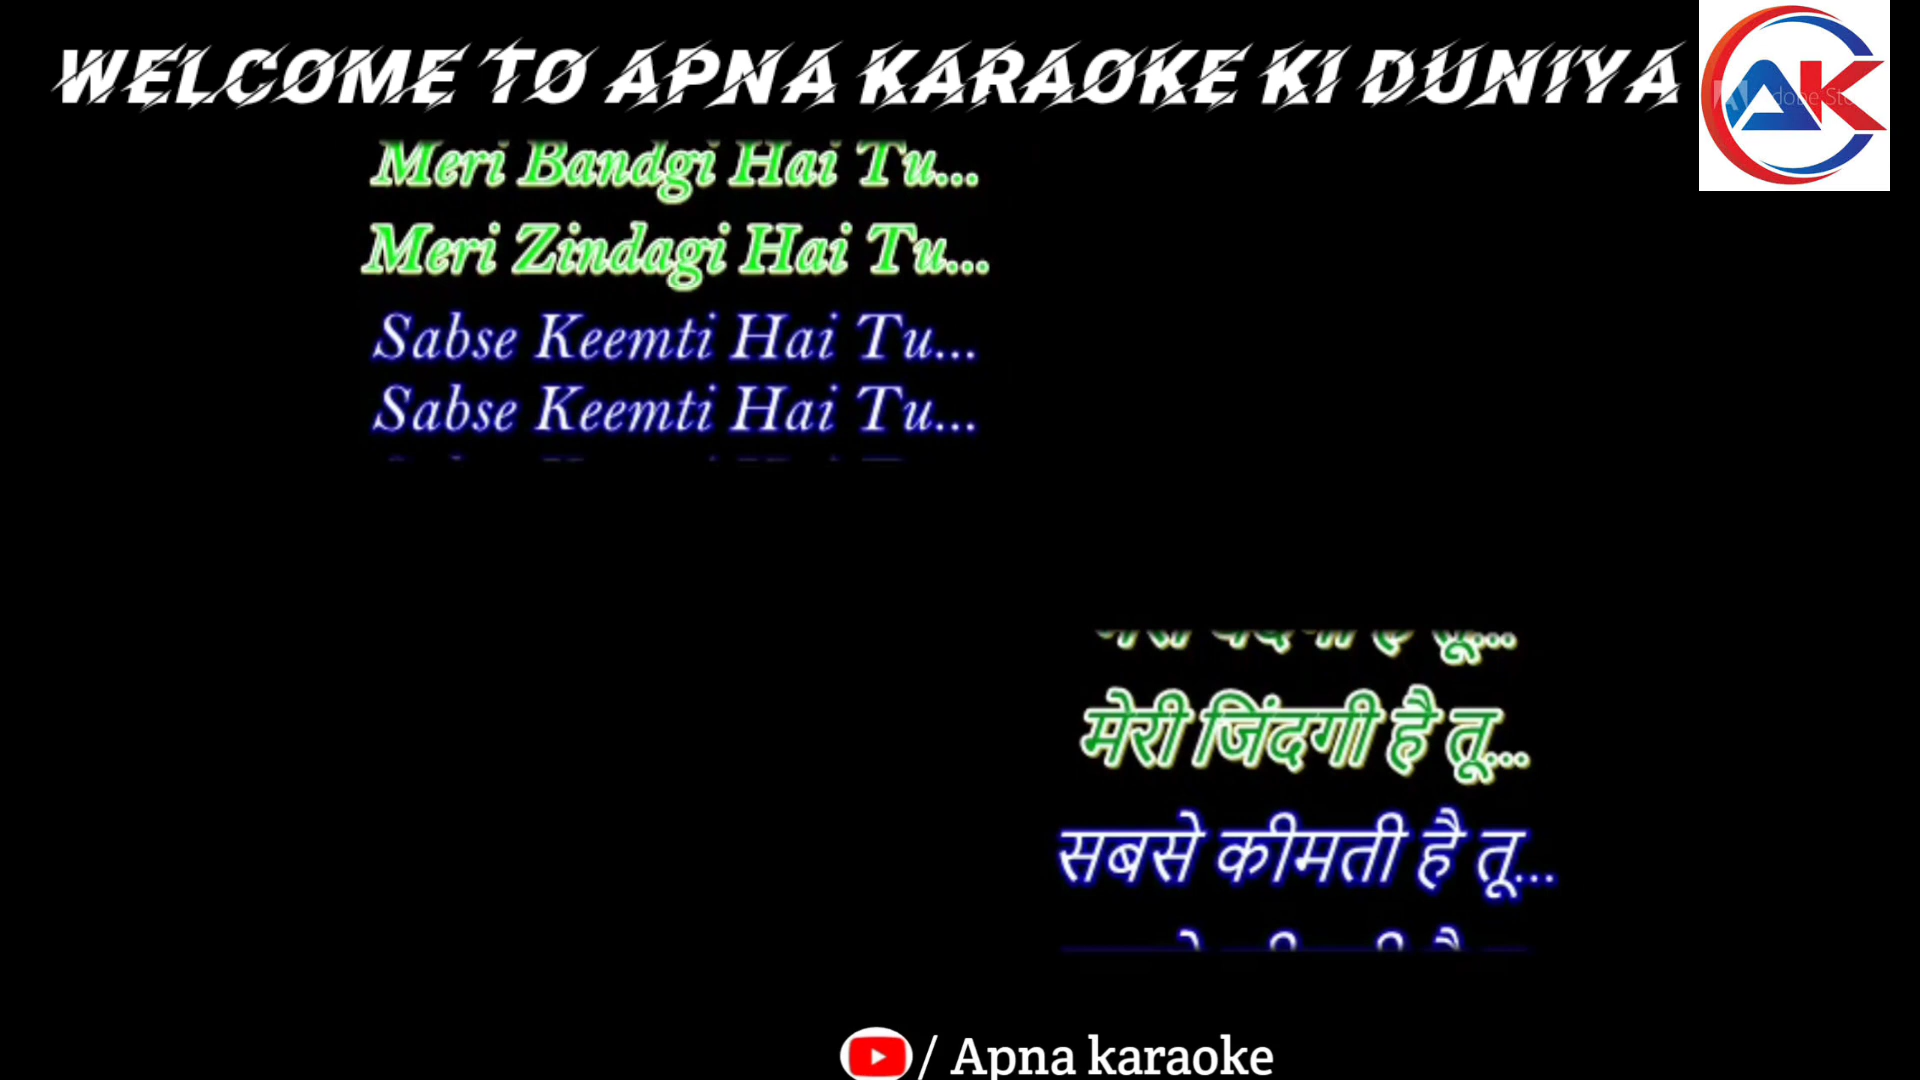 WELCOME TO APNA KARAOKE KI DUNIYA
AK
Meri Bandgi Hai Tu...
Meri Zindagi Hai Tu...
Sabse Keemti Hai Tu...
Sabse Keemti Hai Tu...
मेरी जिंदगी है तू...
सबसे कीमती है तू...
/ Apna karaoke